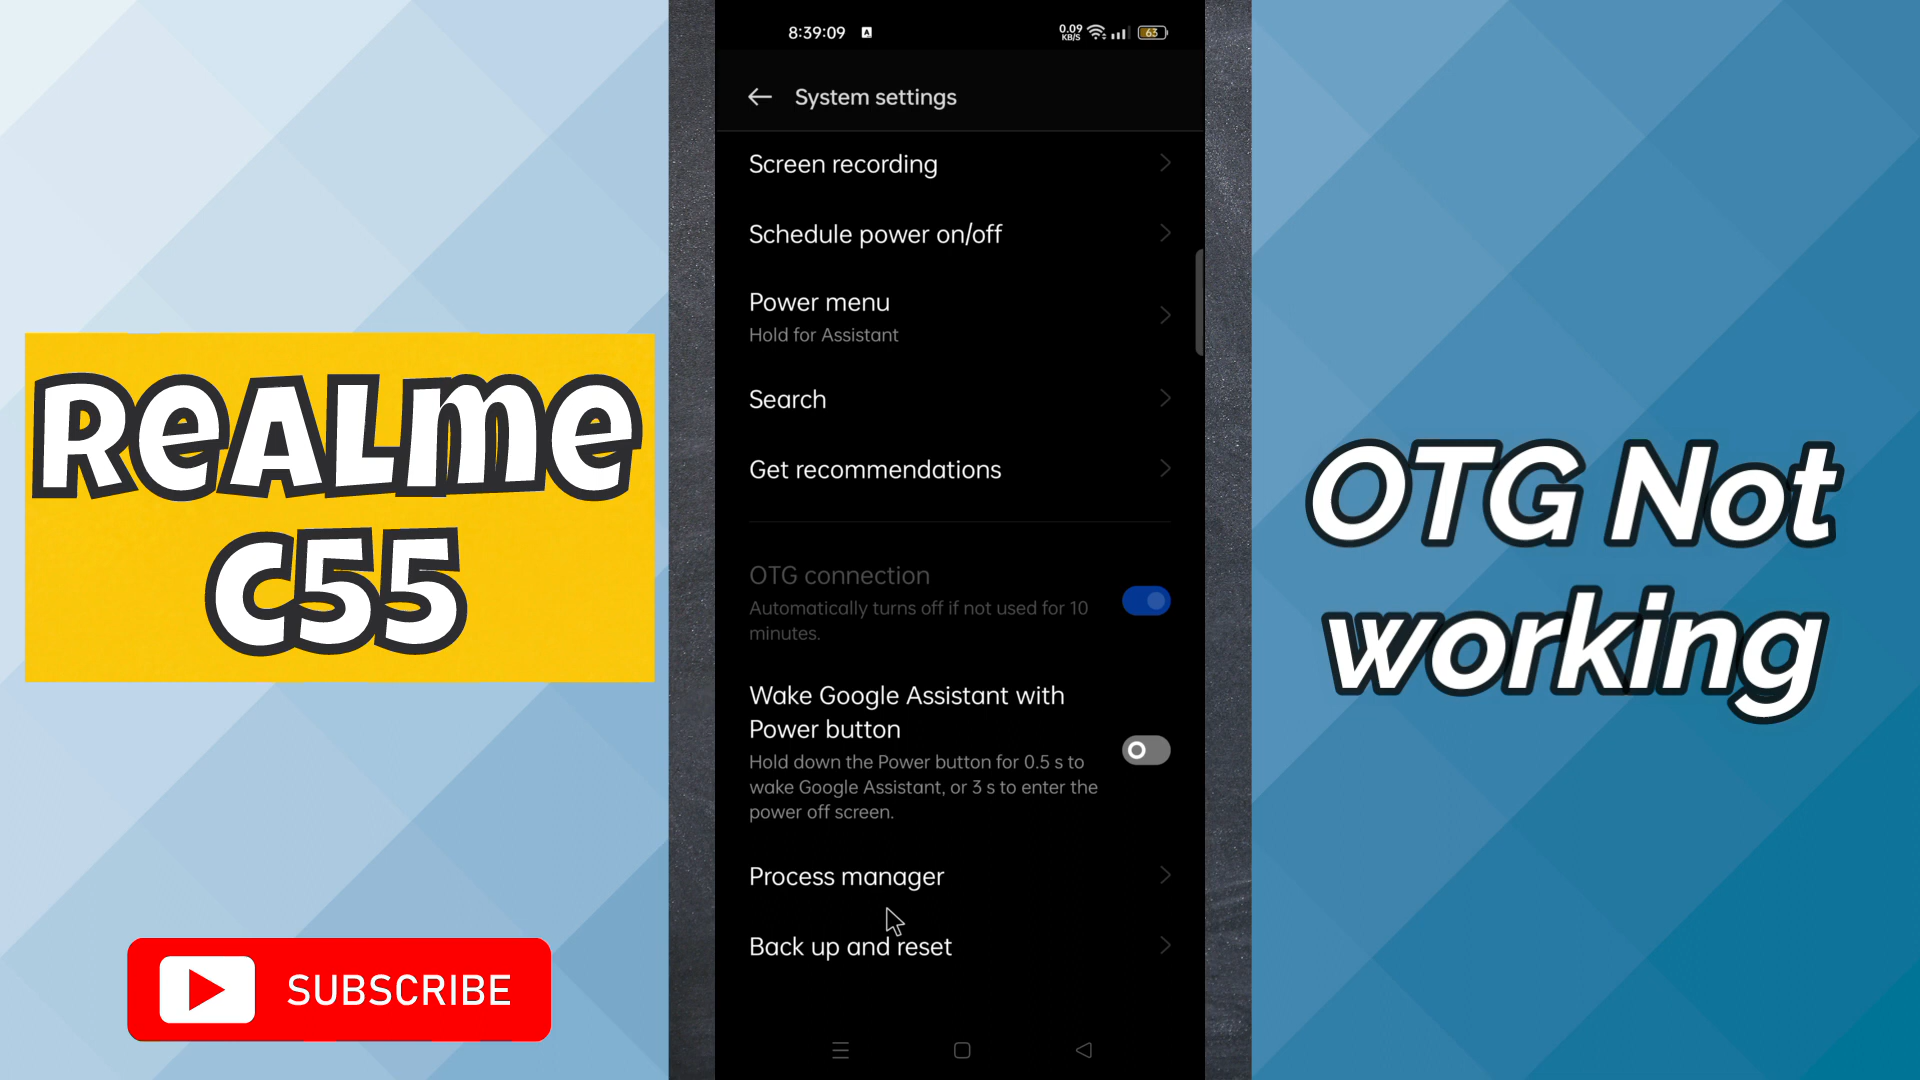 ReALMe
C55
SUBSCRIBE
8:39:09
0.09
KB/S
63
System settings
Screen recording
Schedule power on/off
Power menu
Hold for Assistant
Search
Get recommendations
OTG connection
Automatically turns off if not used for 10
minutes.
Wake Google Assistant with
Power button
Hold down the Power button for 0.5 s to
wake Google Assistant, or 3 s to enter the
power off screen.
Process manager
Back up and reset
OTG Not
working